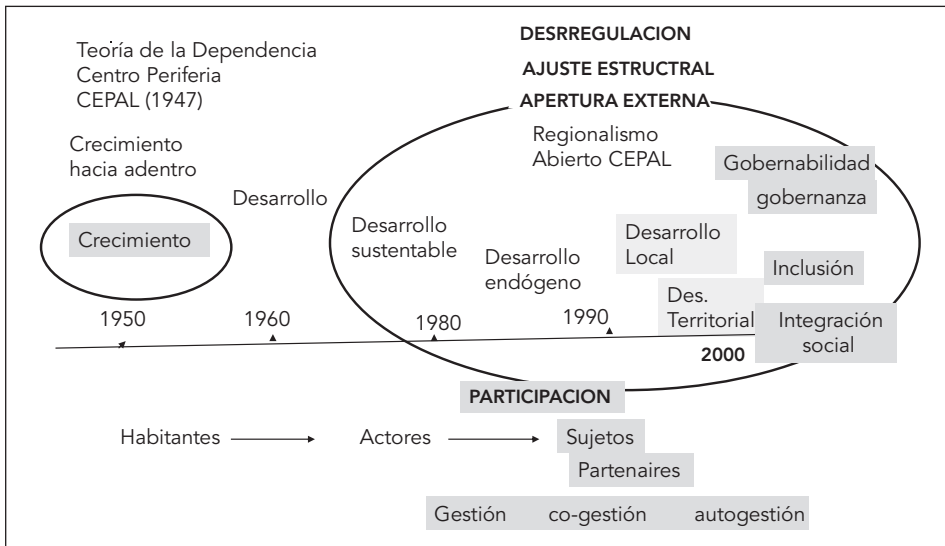 Teoría de la Dependencia
Centro Periferia
CEPAL (1947)
Crecimiento
hacia adentro
Crecimiento
Desarrollo
DESRREGULACION
AJUSTE ESTRUCTRAL
APERTURA EXTERNA
Regionalismo
Abierto CEPAL
Gobernabilidad
gobernanza
Desarrollo
sustentable
Desarrollo
endógeno
Desarrollo
Local
Inclusión
Des.
Territorial
Integración
social
1950
1960
1980
1990
2000
PARTICIPACION
Habitantes
Actores
Sujetos
Partenaires
Gestión co-gestión autogestión